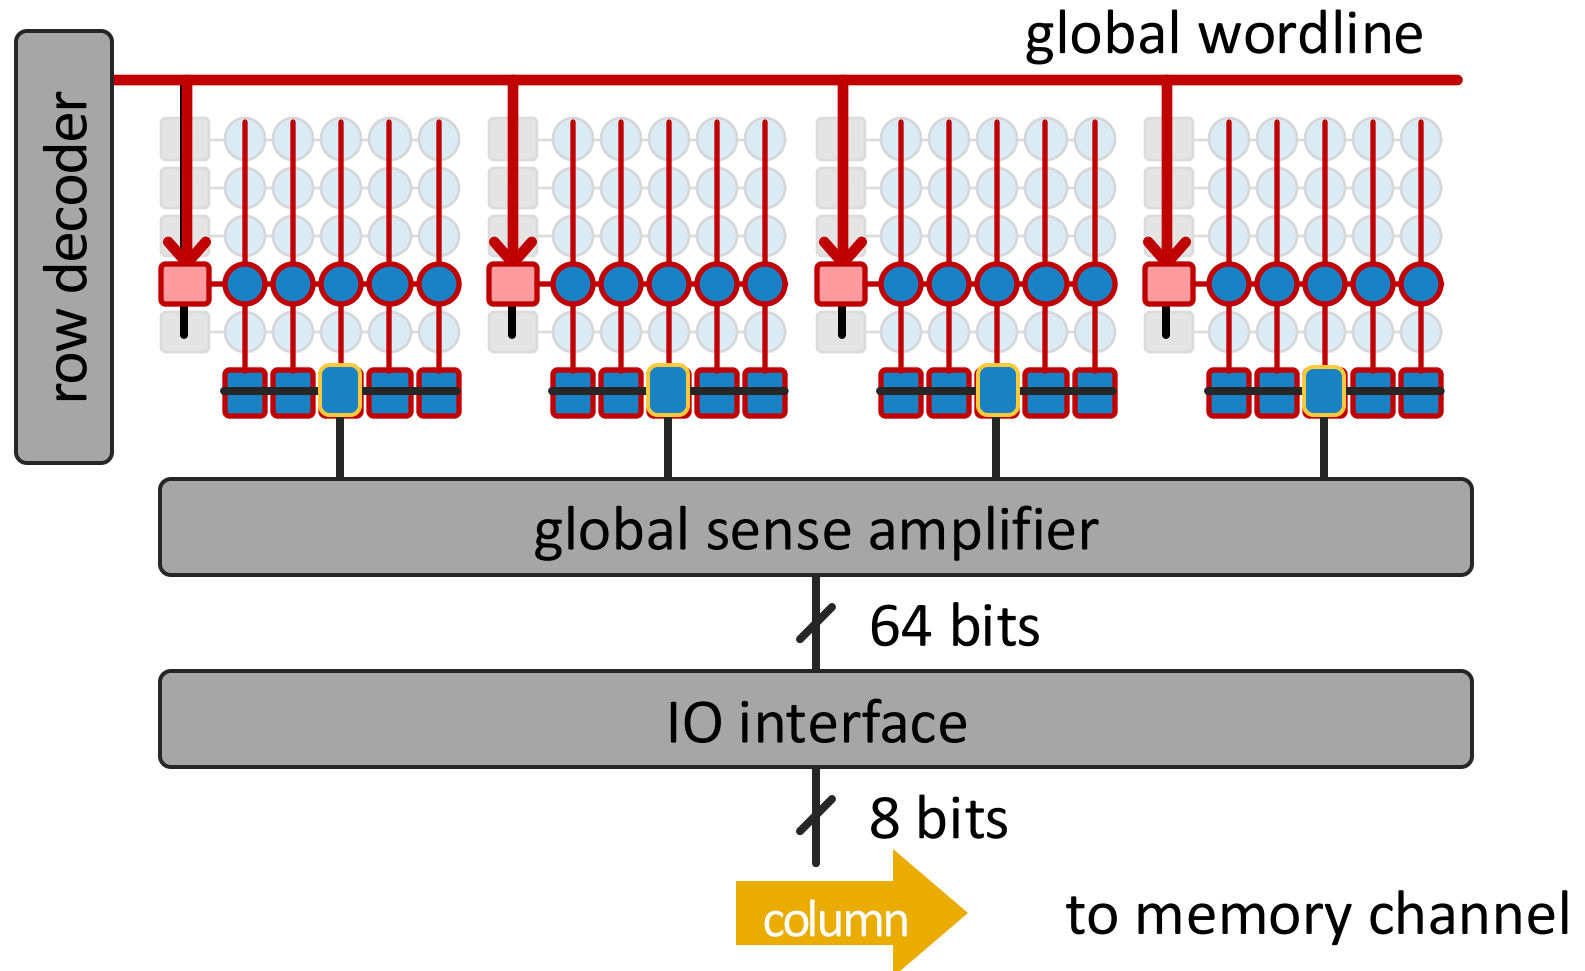 global wordline
row decoder
global sense amplifier
64 bits
IO interface
8 bits
column
to memory channel